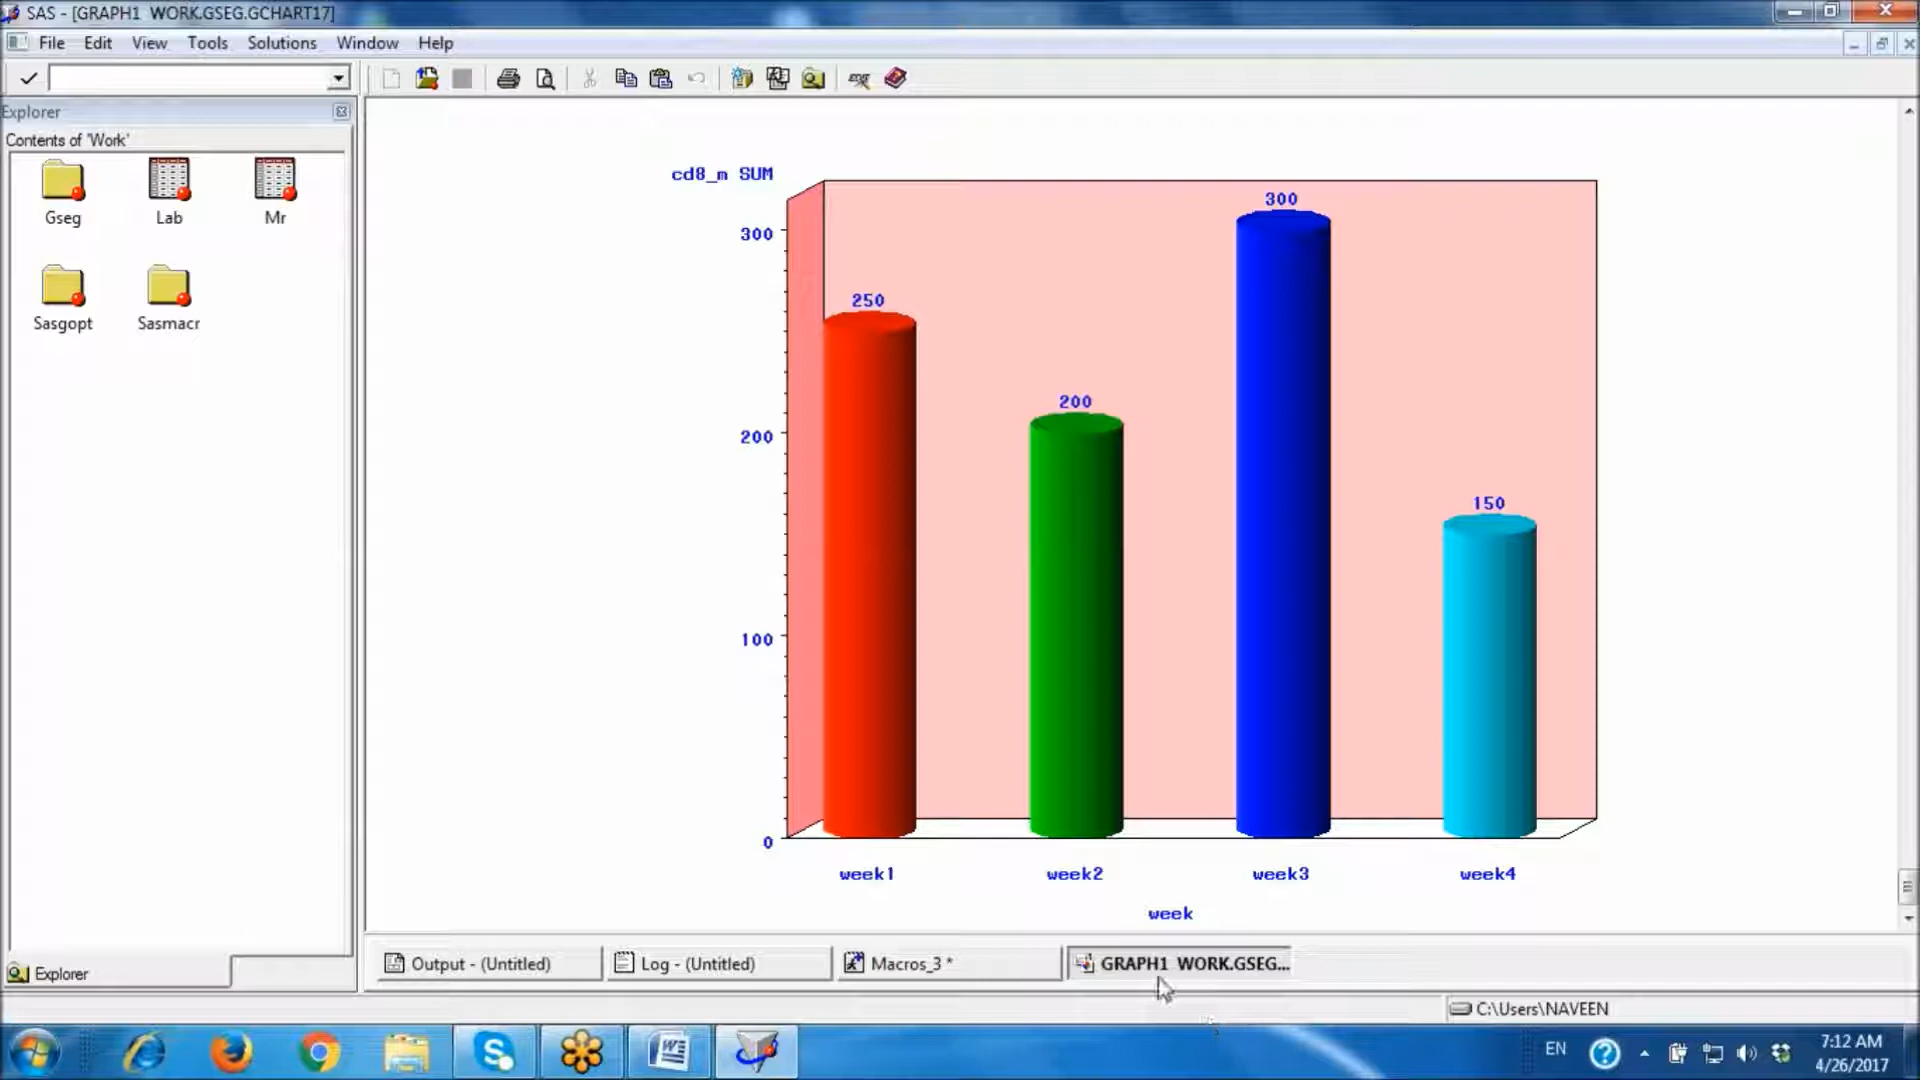 SAS - [GRAPH1 WORK.GSEG.GCHART17]
File Edit View Tools Solutions Window Help
Explorer
Contents of 'Work'
Gseg Lab Mr
Sasgopt Sasmacr
cd8_m SUM
300
200
100
0
250
200
300
150
week1 week2 week3 week4
week
Explorer
Output - (Untitled) Log - (Untitled) Macros_3 * GRAPH1 WORK.GSEG...
C:\Users\NAVEEN
EN
7:12 AM
4/26/2017